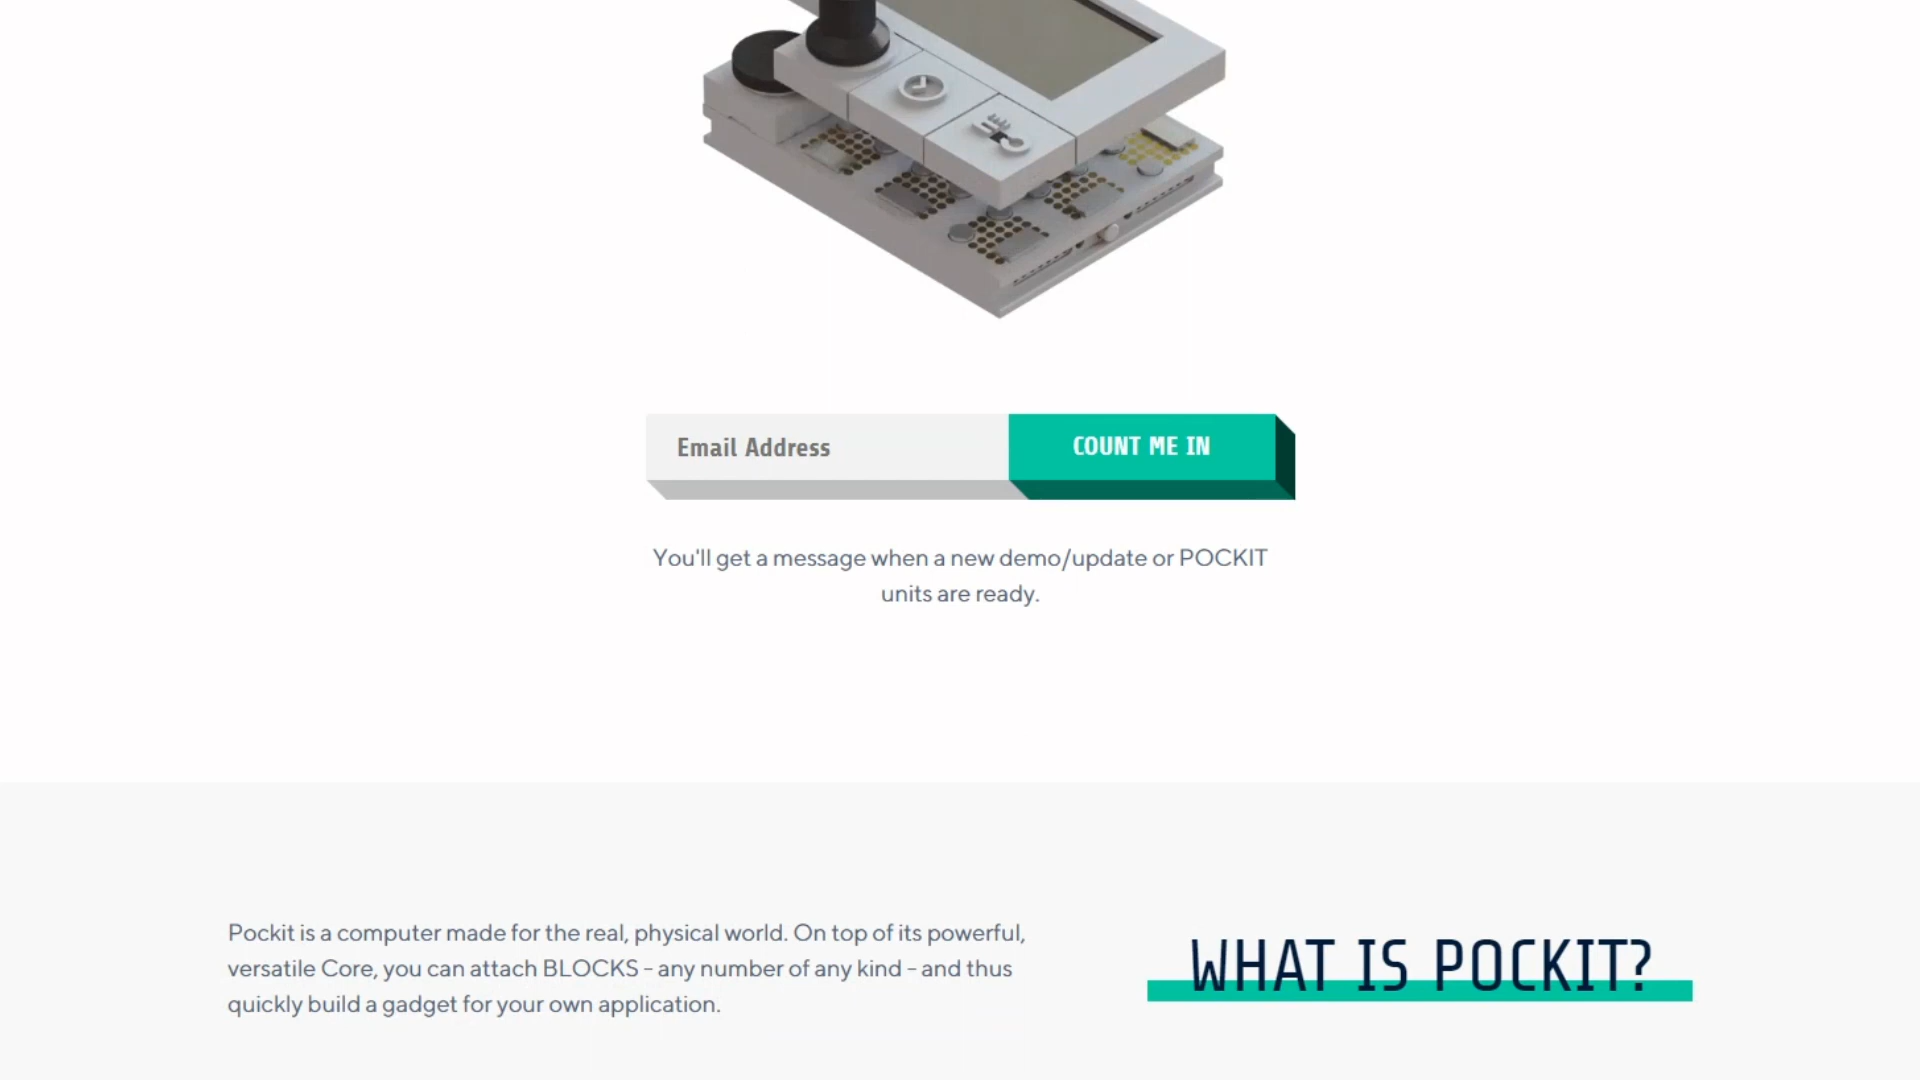 Email Address
COUNT ME IN
You'll get a message when a new demo/update or POCKIT
units are ready.
Pockit is a computer made for the real, physical world. On top of its powerful,
versatile Core, you can attach BLOCKS – any number of any kind – and thus
quickly build a gadget for your own application.
WHAT IS POCKIT?